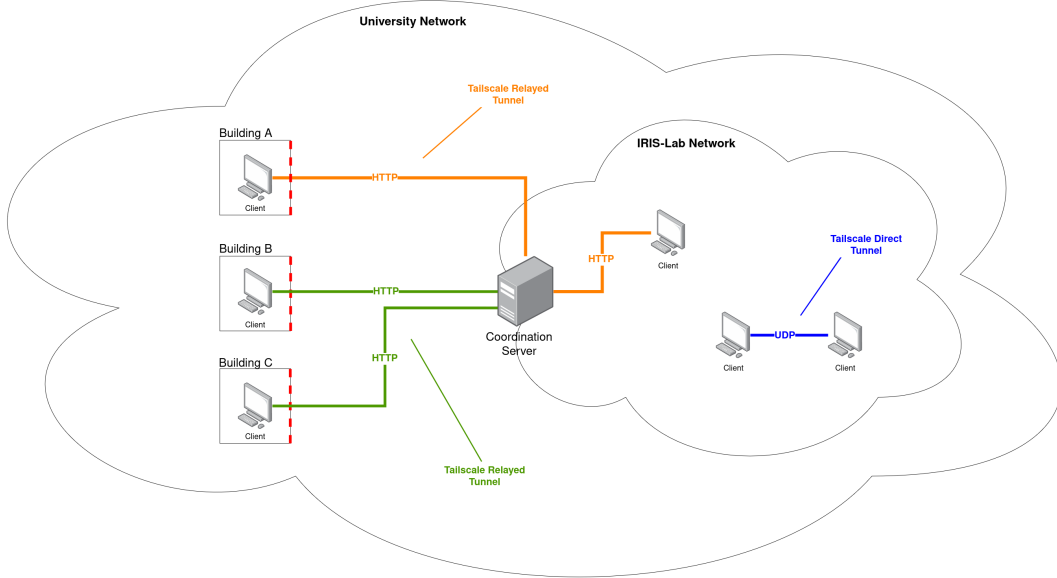 University Network
Tailscale Relayed
Tunnel
Building A
HTTP
Client
IRIS-Lab Network
Client
HTTP
Tailscale Direct
Tunnel
Building B
HTTP
Client
Coordination
Server
UDP
Client
Client
Building C
HTTP
Client
Tailscale Relayed
Tunnel